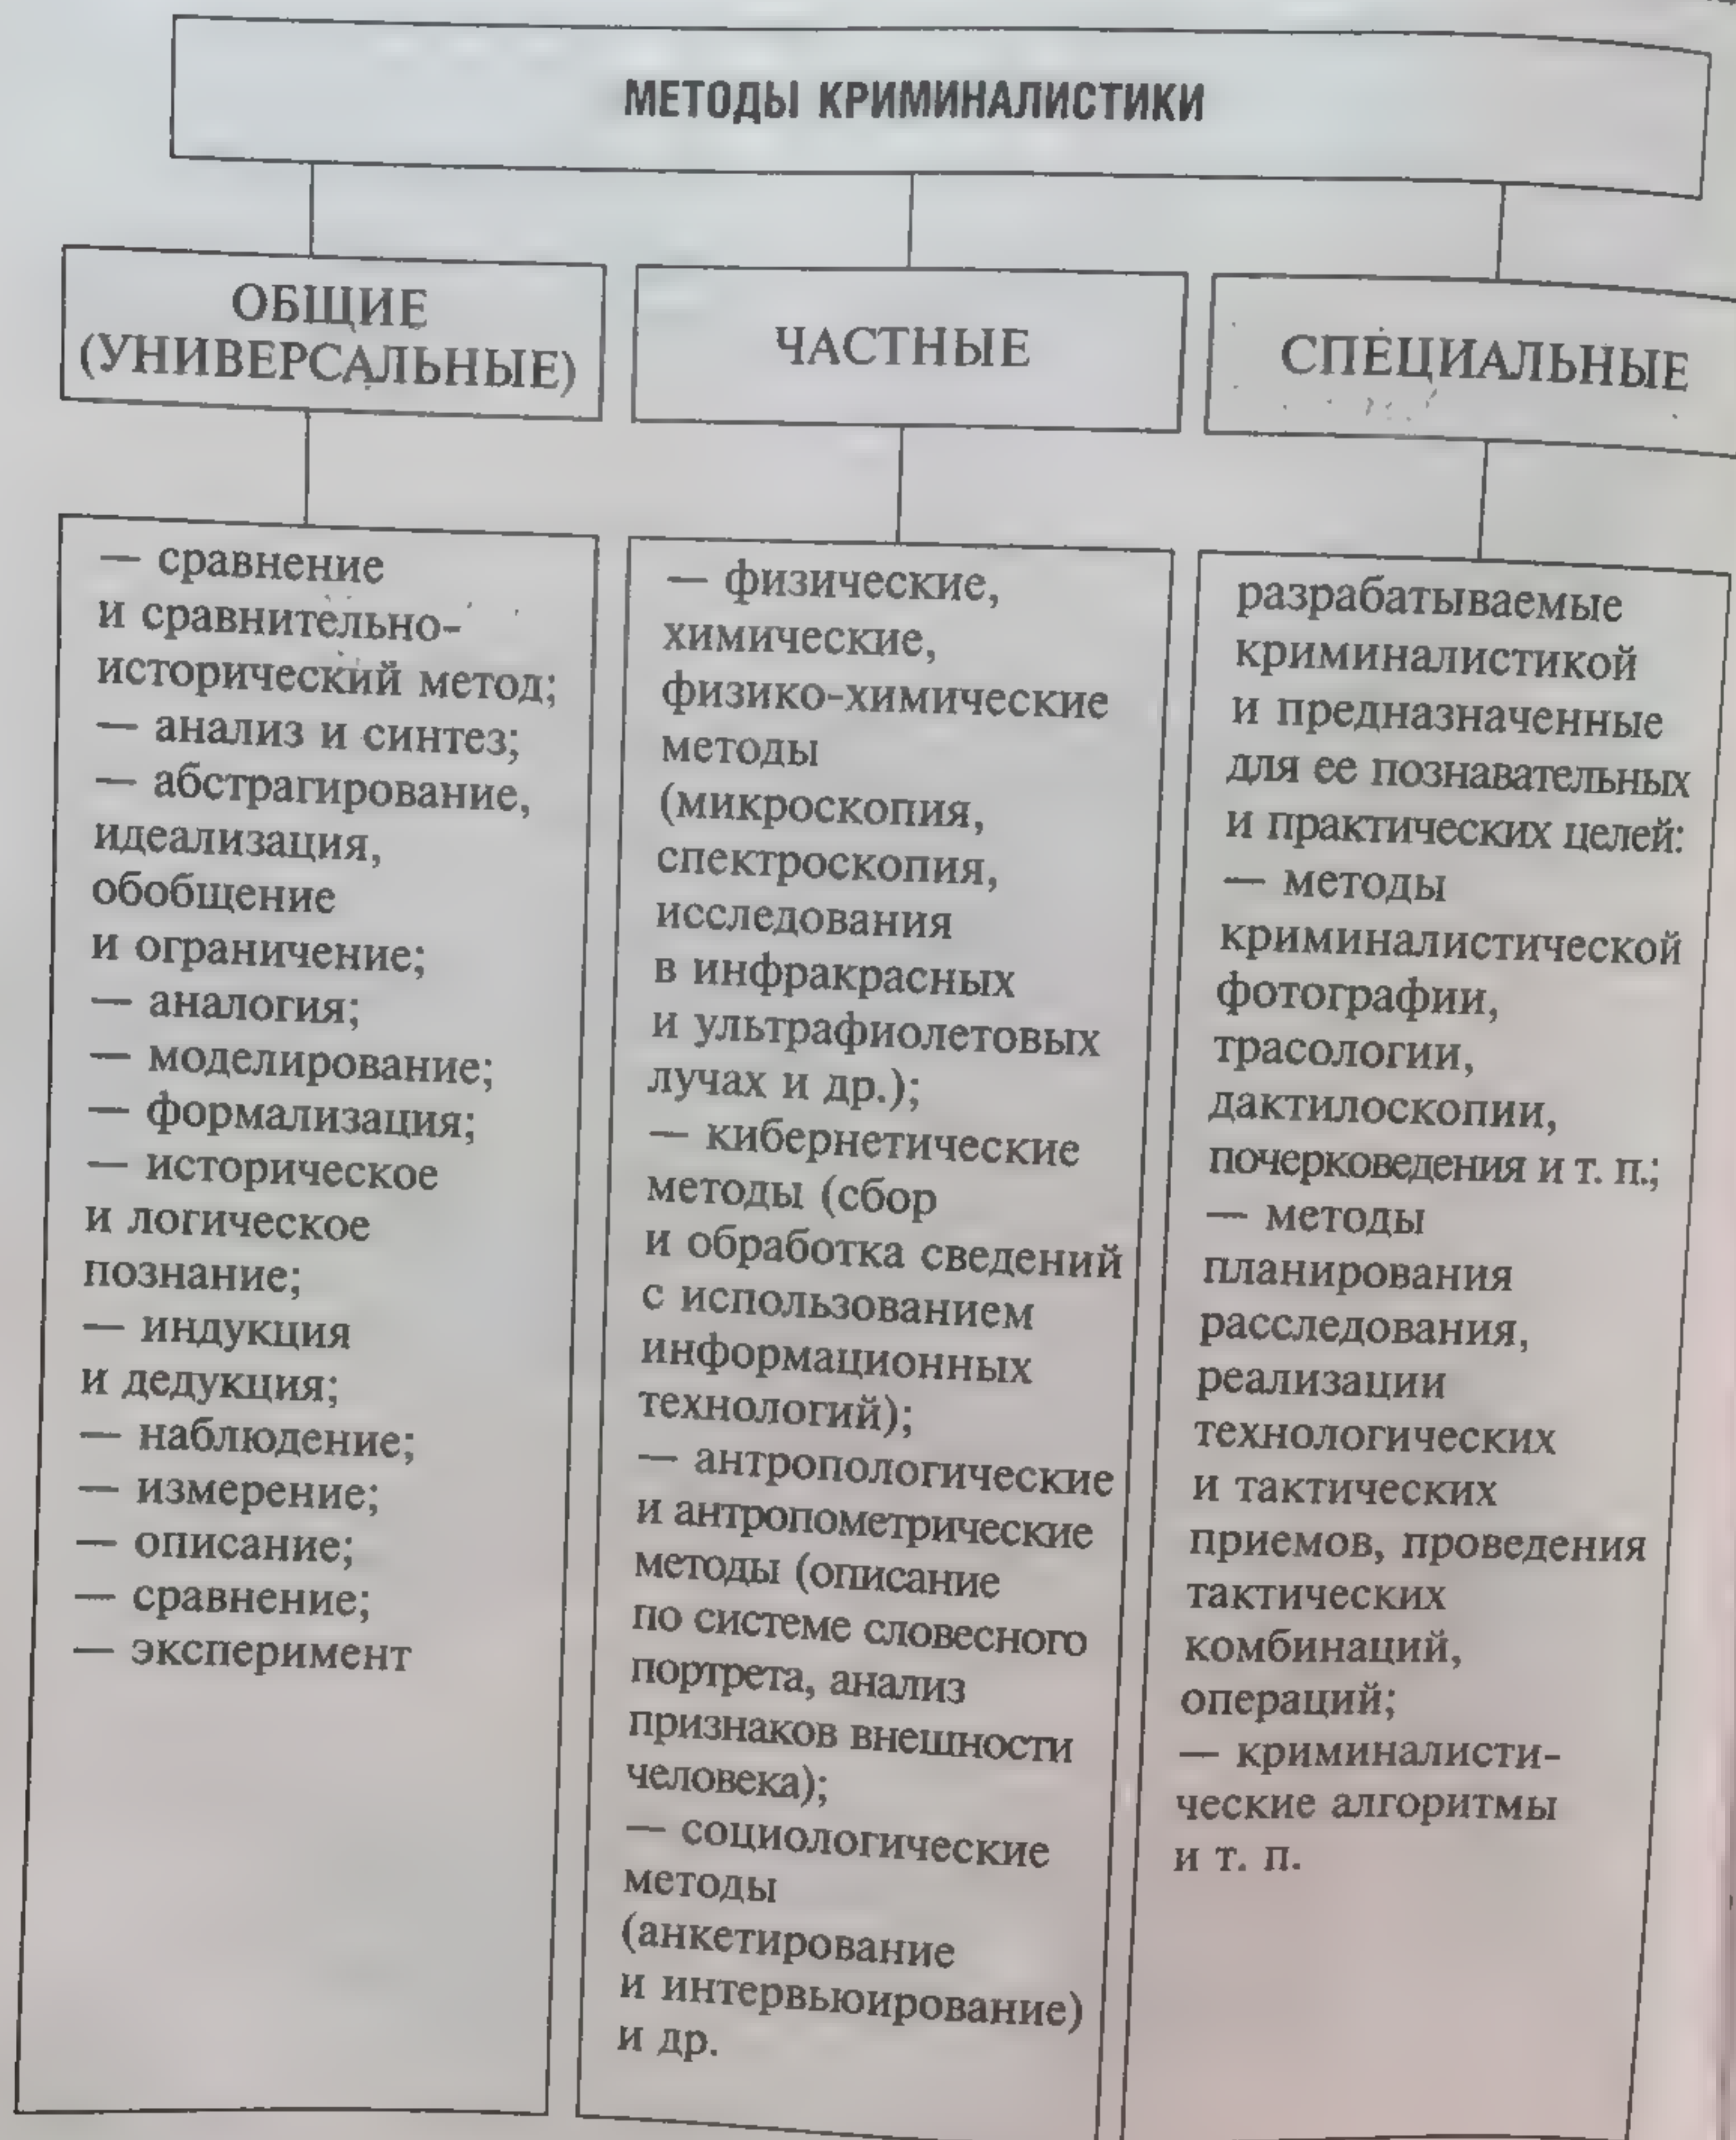 МЕТОДЫ КРИМИНАЛИСТИКИ
ОБЩИЕ
(УНИВЕРСАЛЬНЫЕ)
— сравнение
и сравнительно-
исторический метод;
— анализ и синтез;
— абстрагирование,
идеализация,
обобщение
и ограничение;
— аналогия;
— моделирование;
— формализация;
— историческое
и логическое
познание;
— индукция
и дедукция;
— наблюдение;
— измерение;
— описание;
— сравнение;
— эксперимент
ЧАСТНЫЕ
— физические,
химические,
физико-химические
методы
(микроскопия,
спектроскопия,
исследования
в инфракрасных
и ультрафиолетовых
лучах и др.);
— кибернетические
методы (сбор
и обработка сведений
с использованием
информационных
технологий);
— антропологические
и антропометрические
методы (описание
по системе словесного
портрета, анализ
признаков внешности
человека);
— социологические
методы
(анкетирование
и интервьюирование)
и др.
СПЕЦИАЛЬНЫЕ
разрабатываемые
криминалистикой
и предназначенные
для ее познавательных
и практических целей:
— методы
криминалистической
фотографии,
трасологии,
дактилоскопии,
почерковедения и т. п.;
— методы
планирования
расследования,
реализации
технологических
и тактических
приемов, проведения
тактических
комбинаций,
операций;
— криминалисти-
ческие алгоритмы
и т. п.